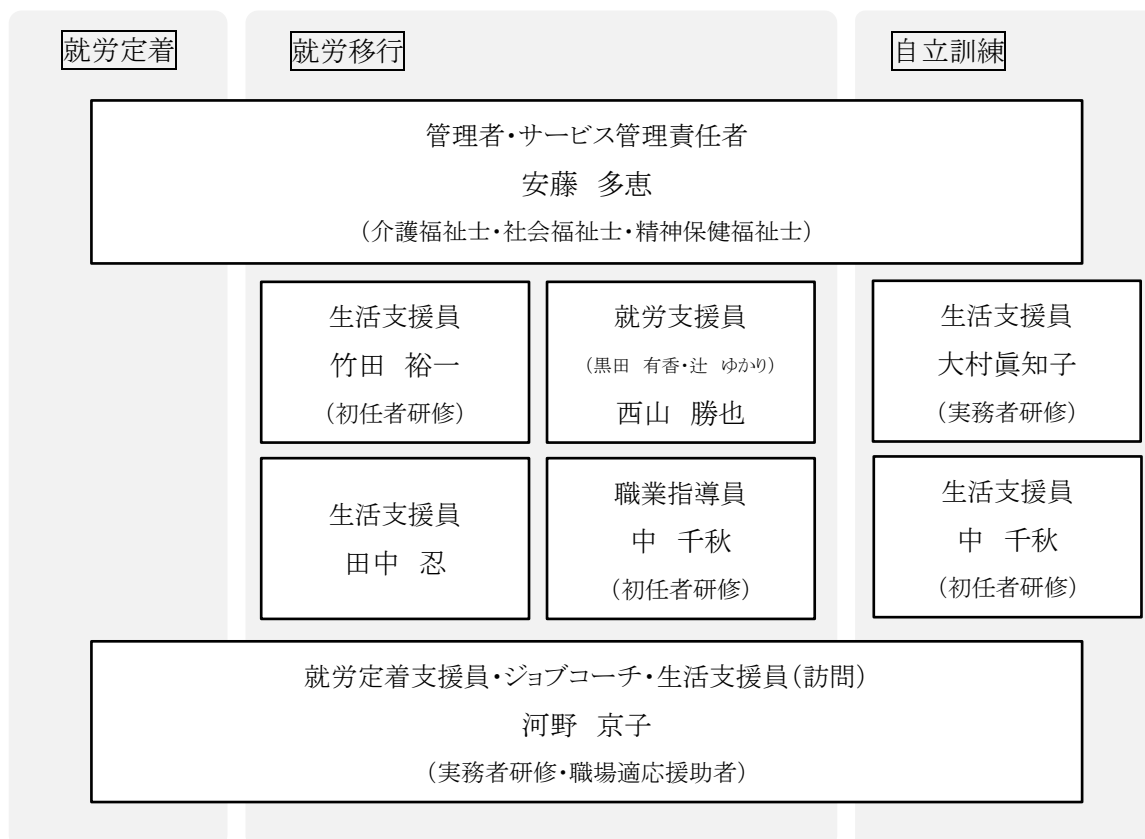 就労定着
就労移行
自立訓練
管理者・サービス管理責任者
安藤 多恵
(介護福祉士・社会福祉士・精神保健福祉士)
生活支援員
竹田 裕一
(初任者研修)
就労支援員
(黒田 有香・辻 ゆかり)
西山 勝也
生活支援員
大村眞知子
(実務者研修)
生活支援員
田中 忍
職業指導員
中 千秋
(初任者研修)
生活支援員
中 千秋
(初任者研修)
就労定着支援員・ジョブコーチ・生活支援員(訪問)
河野 京子
(実務者研修・職場適応援助者)